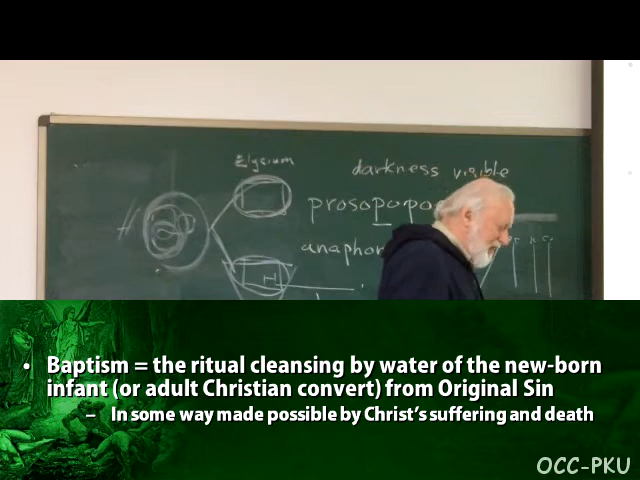 Elysium
darkness visible
prosopopo
anaphor
• Baptism = the ritual cleansing by water of the new-born
infant (or adult Christian convert) from Original Sin
– In some way made possible by Christ's suffering and death
OCC-PKU